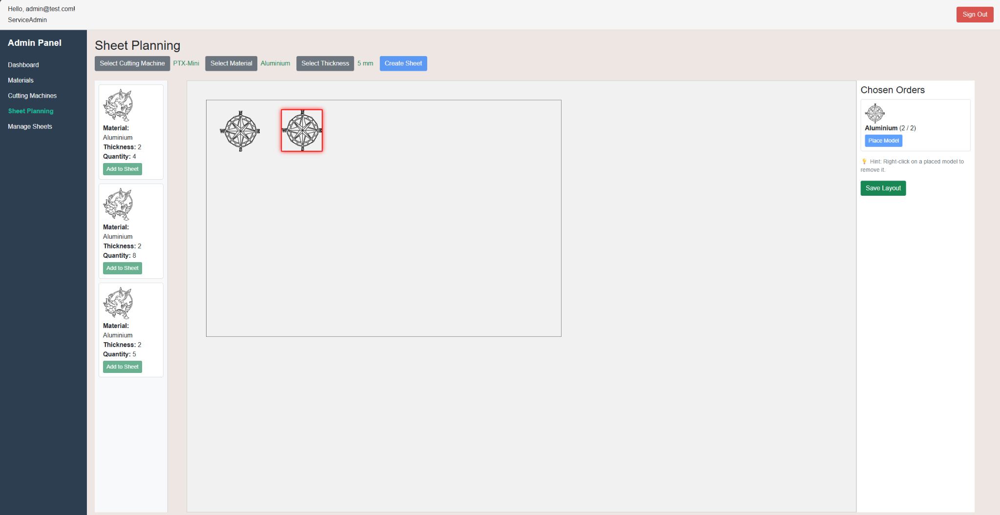 Hello, admin@test.com!
ServiceAdmin
Sign Out
Admin Panel
Dashboard
Materials
Cutting Machines
Sheet Planning
Manage Sheets
Sheet Planning
Select Cutting Machine PTX-Mini Select Material Aluminium Select Thickness 5 mm Create Sheet
Material:
Aluminium
Thickness: 2
Quantity: 4
Add to Sheet
Material:
Aluminium
Thickness: 2
Quantity: 8
Add to Sheet
Material:
Aluminium
Thickness: 2
Quantity: 5
Add to Sheet
N
W E
S
N
W E
S
Chosen Orders
Aluminium (2 / 2)
Place Model
Hint: Right-click on a placed model to
remove it.
Save Layout